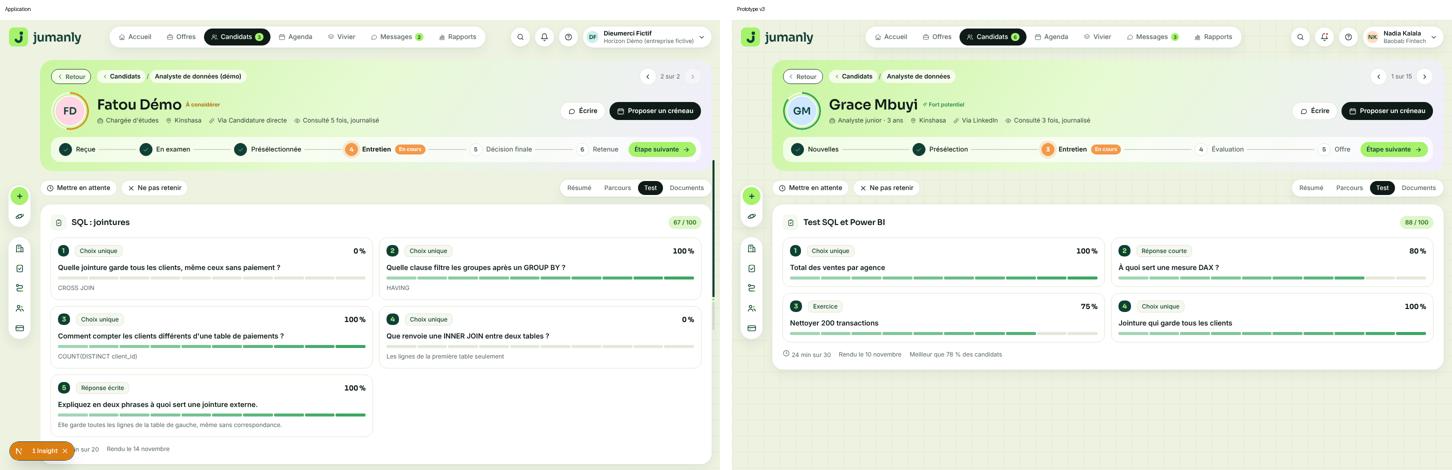 Application
jumanly
Accueil
Offres
Candidats 3
Agenda
Vivier
Messages 2
Rapports
DF
Dieumerci Fictif
Horizon Démo (entreprise fictive)
Retour
Candidats / Analyste de données (démo)
2 sur 2
FD
Fatou Démo À considérer
Chargée d'études Kinshasa Via Candidature directe Consulté 5 fois, journalisé
Écrire
Proposer un créneau
Reçue
En examen
Présélectionnée
4 Entretien En cours
5 Décision finale
6 Retenue
Étape suivante →
Mettre en attente
Ne pas retenir
Résumé Parcours Test Documents
SQL : jointures
67 / 100
1 Choix unique 0 %
Quelle jointure garde tous les clients, même ceux sans paiement ?
CROSS JOIN
2 Choix unique 100 %
Quelle clause filtre les groupes après un GROUP BY ?
HAVING
3 Choix unique 100 %
Comment compter les clients différents d'une table de paiements ?
COUNT(DISTINCT client_id)
4 Choix unique 0 %
Que renvoie une INNER JOIN entre deux tables ?
Les lignes de la première table seulement
5 Réponse écrite 100 %
Expliquez en deux phrases à quoi sert une jointure externe.
Elle garde toutes les lignes de la table de gauche, même sans correspondance.
sur 20 Rendu le 14 novembre
N 1 Insight
Prototype v3
jumanly
Accueil
Offres
Candidats 6
Agenda
Vivier
Messages 3
Rapports
NK
Nadia Kalala
Baobab Fintech
Retour
Candidats / Analyste de données
1 sur 15
GM
Grace Mbuyi Fort potentiel
Analyste junior · 3 ans Kinshasa Via LinkedIn Consulté 3 fois, journalisé
Écrire
Proposer un créneau
Nouvelles
Présélection
3 Entretien En cours
4 Évaluation
5 Offre
Étape suivante →
Mettre en attente
Ne pas retenir
Résumé Parcours Test Documents
Test SQL et Power BI
88 / 100
1 Choix unique 100 %
Total des ventes par agence
2 Réponse courte 80 %
À quoi sert une mesure DAX ?
3 Exercice 75 %
Nettoyer 200 transactions
4 Choix unique 100 %
Jointure qui garde tous les clients
24 min sur 30 Rendu le 10 novembre Meilleur que 78 % des candidats